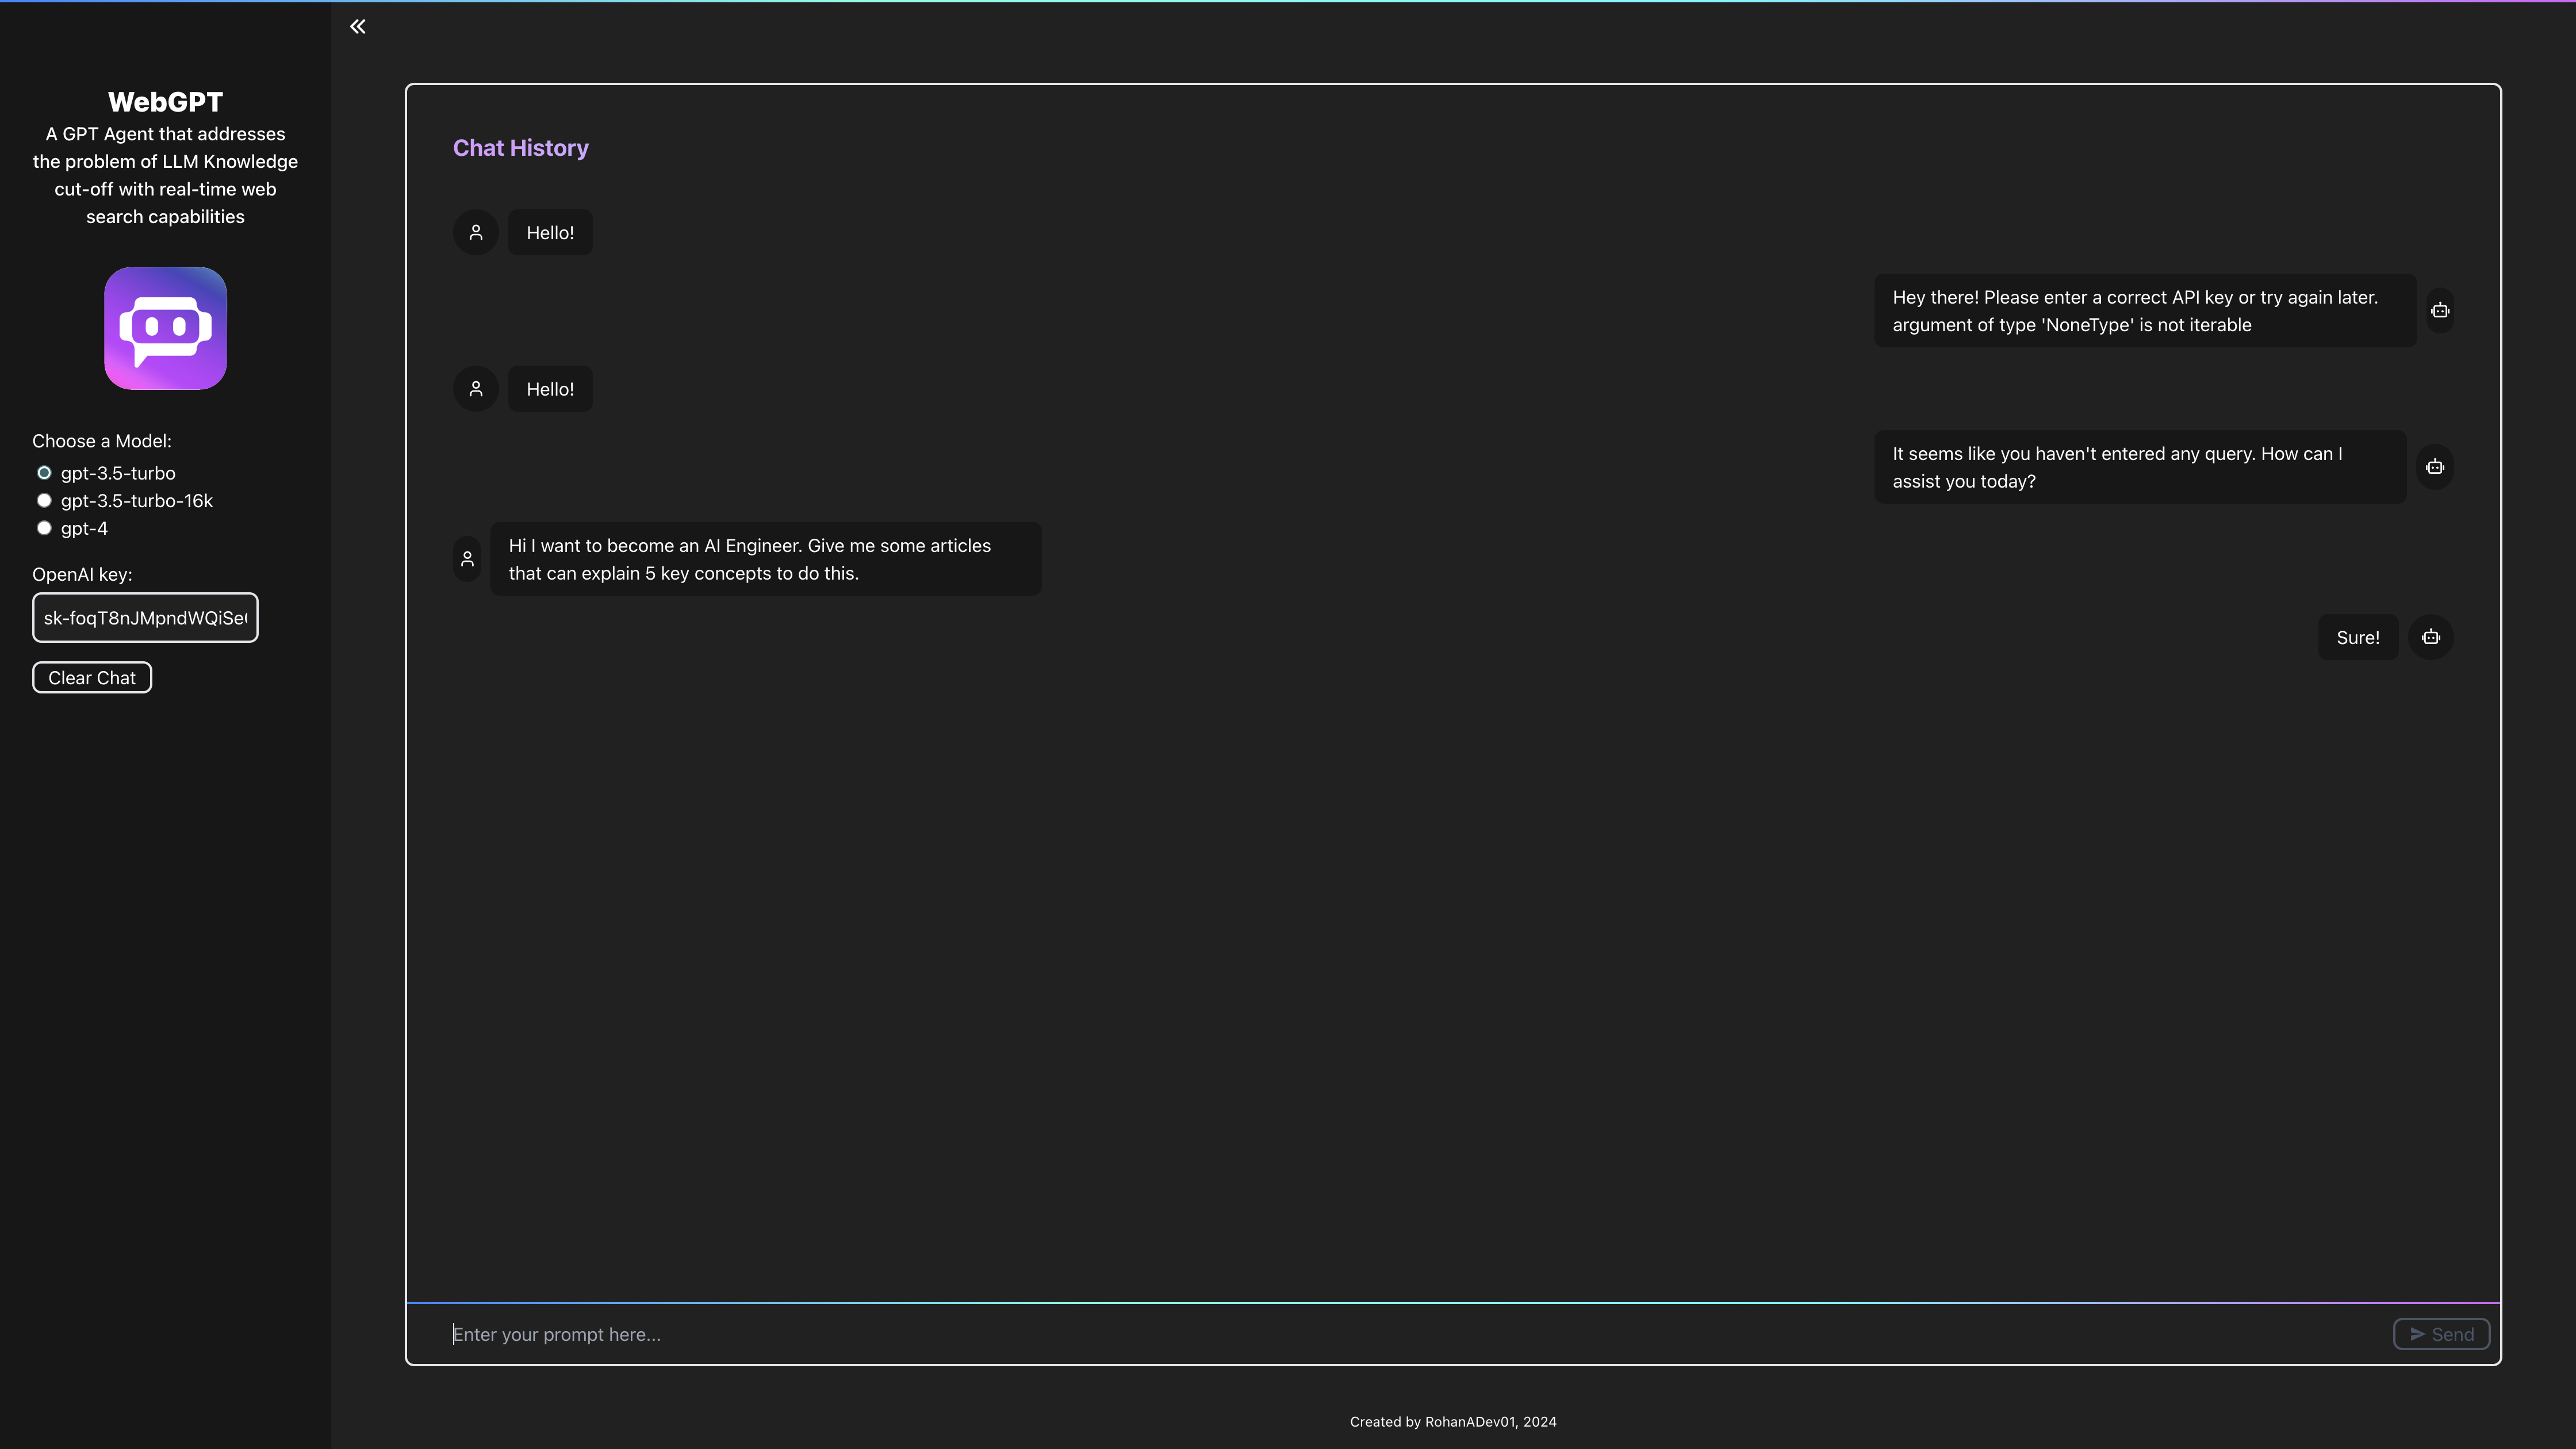 WebGPT
A GPT Agent that addresses
the problem of LLM Knowledge
cut-off with real-time web
search capabilities
Choose a Model:
gpt-3.5-turbo
gpt-3.5-turbo-16k
gpt-4
OpenAI key:
sk-foqT8nJMpndWQiSe
Clear Chat
Chat History
Hello!
Hey there! Please enter a correct API key or try again later.
argument of type 'NoneType' is not iterable
Hello!
It seems like you haven't entered any query. How can I
assist you today?
Hi I want to become an AI Engineer. Give me some articles
that can explain 5 key concepts to do this.
Sure!
Enter your prompt here...
Send
Created by RohanADev01, 2024